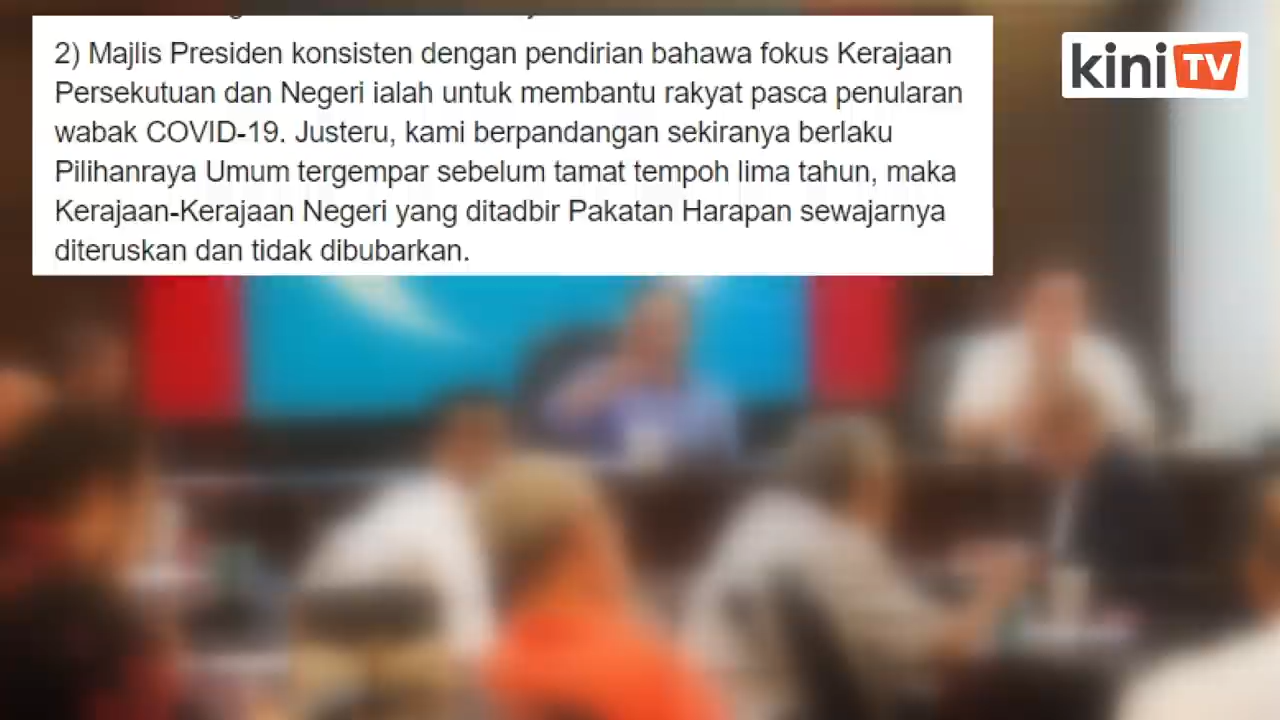 2) Majlis Presiden konsisten dengan pendirian bahawa fokus Kerajaan
Persekutuan dan Negeri ialah untuk membantu rakyat pasca penularan
wabak COVID-19. Justeru, kami berpandangan sekiranya berlaku
Pilihanraya Umum tergempar sebelum tamat tempoh lima tahun, maka
Kerajaan-Kerajaan Negeri yang ditadbir Pakatan Harapan sewajarnya
diteruskan dan tidak dibubarkan.
kini TV